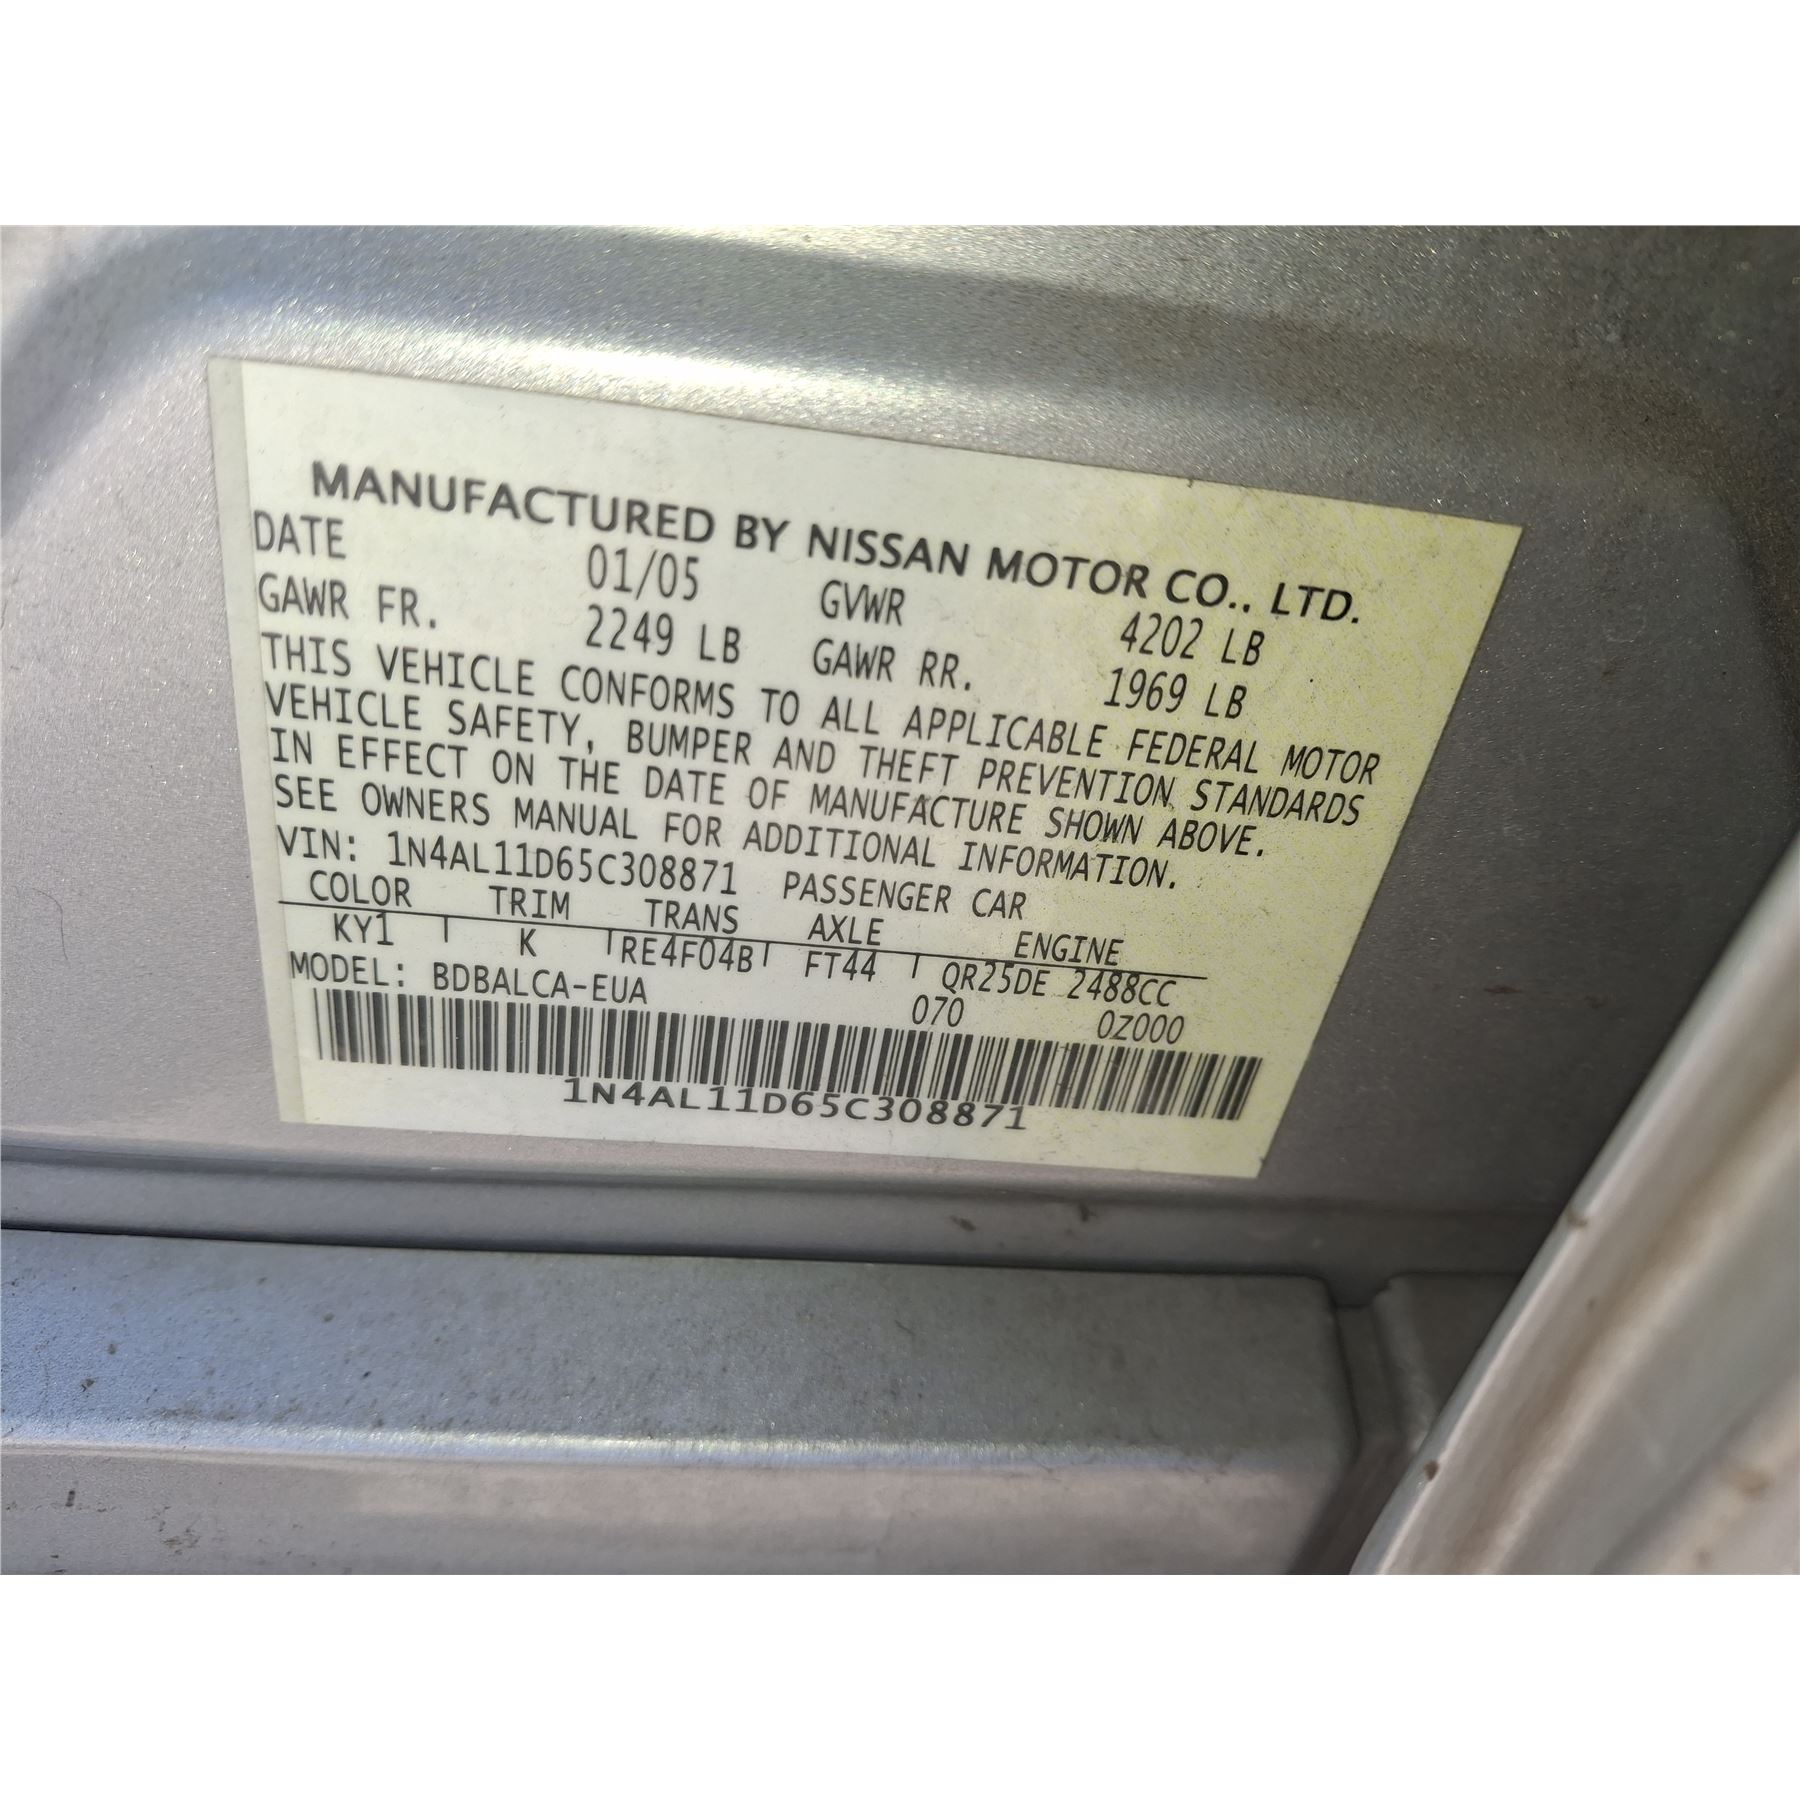 MANUFACTURED BY NISSAN MOTOR CO., LTD.
DATE 01/05 GVWR 4202 LB
GAWR FR. 2249 LB GAWR RR. 1969 LB
THIS VEHICLE CONFORMS TO ALL APPLICABLE FEDERAL MOTOR
VEHICLE SAFETY, BUMPER AND THEFT PREVENTION STANDARDS
IN EFFECT ON THE DATE OF MANUFACTURE SHOWN ABOVE.
SEE OWNERS MANUAL FOR ADDITIONAL INFORMATION.
VIN: 1N4AL11D65C308871 PASSENGER CAR
COLOR TRIM TRANS AXLE ENGINE
KY1 K RE4F04B FT44 QR25DE 2488CC
MODEL: BDBALCA-EUA 070 0Z000
1N4AL11D65C308871